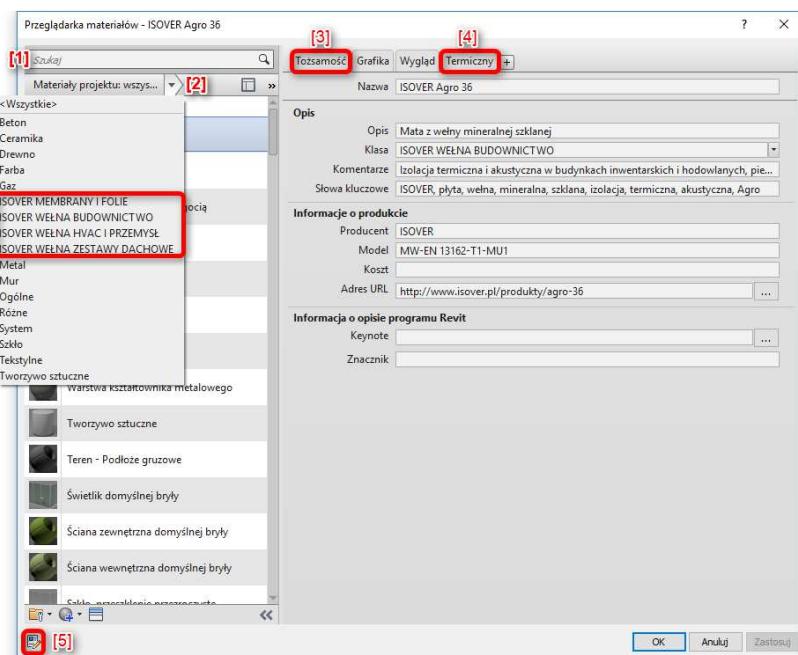 Przeglądarka materiałów - ISOVER Agro 36
? ×
[1] Szukaj
Materiały projektu: wszys... [2] »
<Wszystkie>
Beton
Ceramika
Drewno
Farba
Gaz
ISOVER MEMBRANY I FOLIE
ISOVER WEŁNA BUDOWNICTWO
ISOVER WEŁNA HVAC I PRZEMYSŁ
ISOVER WEŁNA ZESTAWY DACHOWE
Metal
Mur
Ogólne
Różne
System
Szkło
Tekstylne
Tworzywo sztuczne
gocią
Warstwa kształtownika metalowego
Tworzywo sztuczne
Teren - Podłoże gruzowe
Świetlik domyślnej bryły
Ściana zewnętrzna domyślnej bryły
Ściana wewnętrzna domyślnej bryły
«
[5]
[3] [4]
Tożsamość Grafika Wygląd Termiczny +
Nazwa ISOVER Agro 36
Opis
Opis Mata z wełny mineralnej szklanej
Klasa ISOVER WEŁNA BUDOWNICTWO
Komentarze Izolacja termiczna i akustyczna w budynkach inwentarskich i hodowlanych, pie...
Słowa kluczowe ISOVER, płyta, wełna, mineralna, szklana, izolacja, termiczna, akustyczna, Agro
Informacje o produkcie
Producent ISOVER
Model MW-EN 13162-T1-MU1
Koszt
Adres URL http://www.isover.pl/produkty/agro-36 ...
Informacja o opisie programu Revit
Keynote ...
Znacznik
OK Anuluj Zastosuj